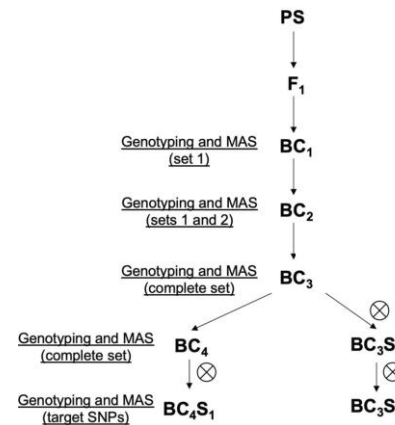 PS
F₁
Genotyping and MAS
(set 1)
BC₁
Genotyping and MAS
(sets 1 and 2)
BC₂
Genotyping and MAS
(complete set)
BC₃
Genotyping and MAS
(complete set)
BC₄
BC₃S
Genotyping and MAS
(target SNPs)
BC₄S₁
BC₃S